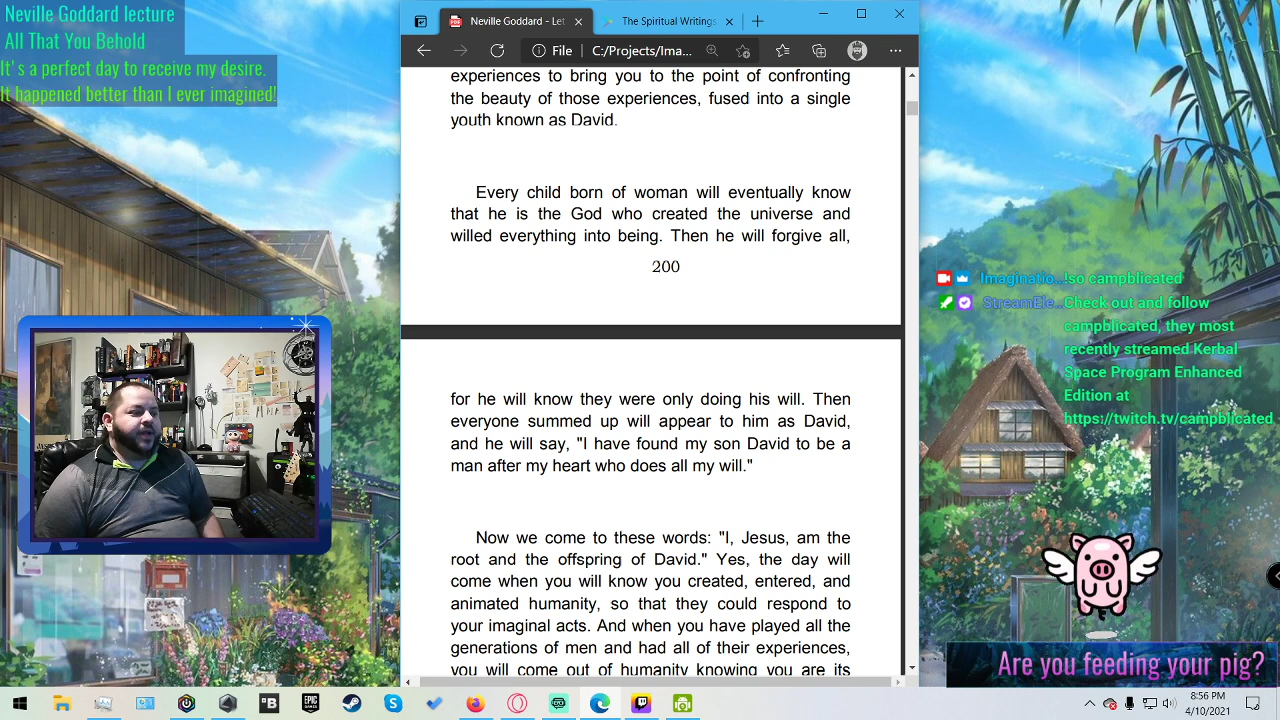 Neville Goddard lecture
All That You Behold
It's a perfect day to receive my desire.
It happened better than I ever imagined!
Neville Goddard - Let
The Spiritual Writings
File
C:/Projects/Ima...
experiences to bring you to the point of confronting
the beauty of those experiences, fused into a single
youth known as David.
Every child born of woman will eventually know
that he is the God who created the universe and
willed everything into being. Then he will forgive all,
200
for he will know they were only doing his will. Then
everyone summed up will appear to him as David,
and he will say, "I have found my son David to be a
man after my heart who does all my will."
Now we come to these words: "I, Jesus, am the
root and the offspring of David." Yes, the day will
come when you will know you created, entered, and
animated humanity, so that they could respond to
your imaginal acts. And when you have played all the
generations of men and had all of their experiences,
you will come out of humanity knowing you are its
Imaginatio... !so campblicated
StreamEle... Check out and follow
campblicated, they most
recently streamed Kerbal
Space Program Enhanced
Edition at
https://twitch.tv/campblicated
Are you feeding your pig?
EPIC
GAMES
8:56 PM
4/10/2021